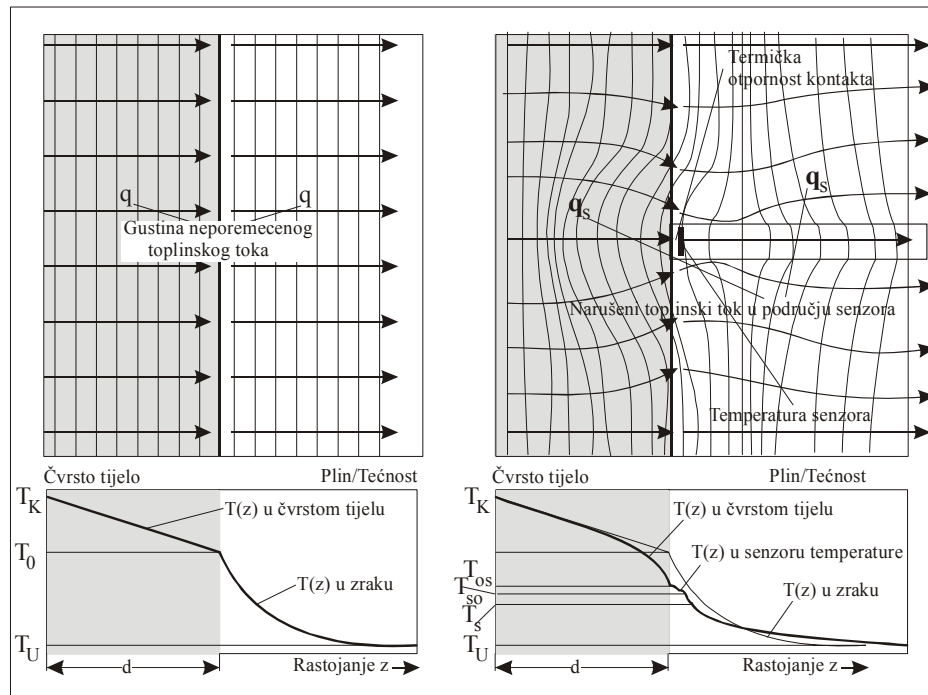 q
q
Gustina neporemecenog
toplinskog toka
Čvrsto tijelo
Plin/Tećnost
T_K
T(z) u čvrstom tijelu
T_0
T(z) u zraku
T_U
d
Rastojanje z
Termička
otpornost kontakta
q_s
q_s
Narušeni toplinski tok u području senzora
Temperatura senzora
Čvrsto tijelo
Plin/Tećnost
T_K
T(z) u čvrstom tijelu
T_0
T(z) u senzoru temperature
T_os
T_so
T(z) u zraku
T_s
T_U
d
Rastojanje z